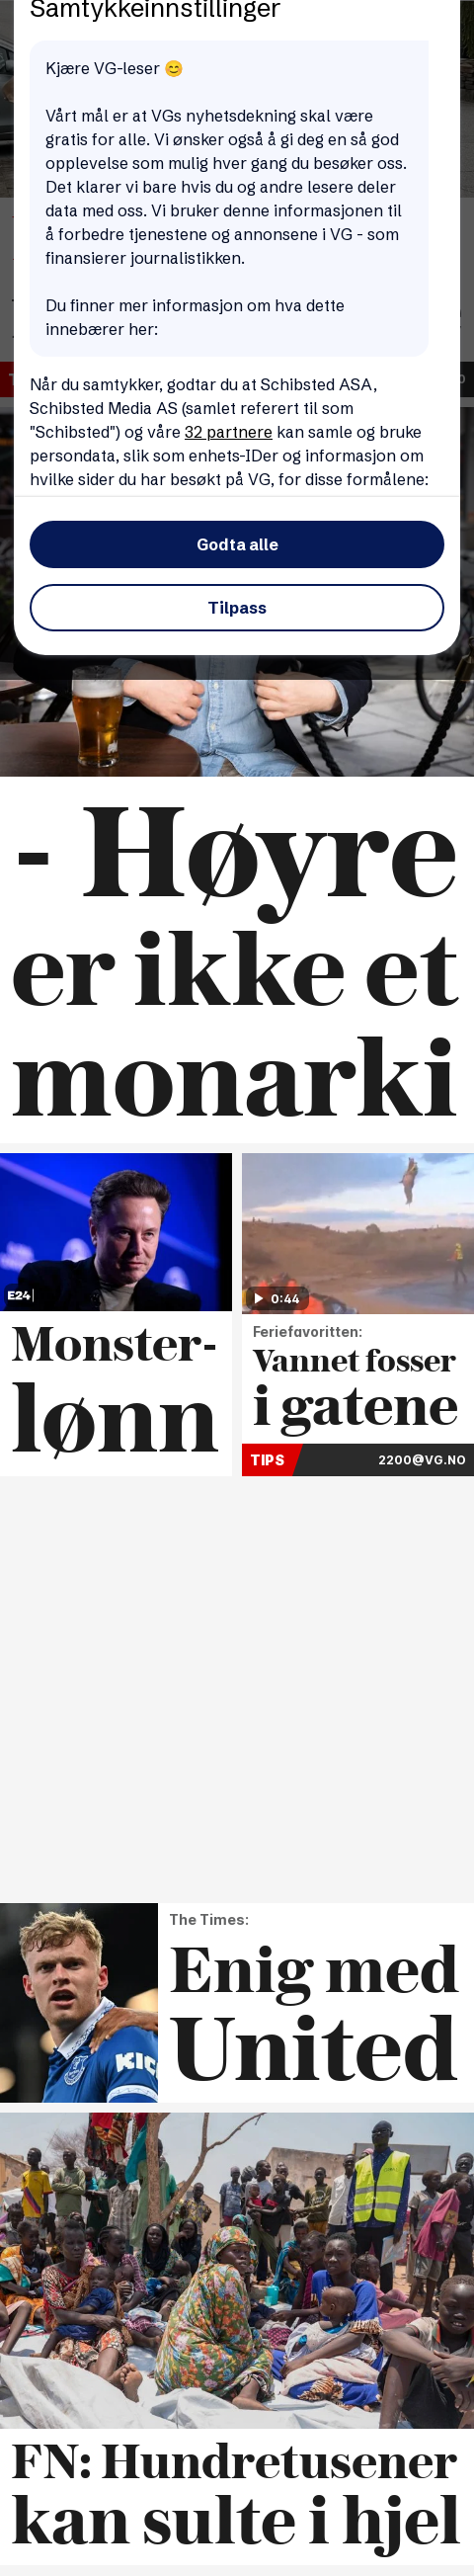 Samtykkeinnstillinger
Kjære VG-leser 😊
Vårt mål er at VGs nyhetsdekning skal være
gratis for alle. Vi ønsker også å gi deg en så god
opplevelse som mulig hver gang du besøker oss.
Det klarer vi bare hvis du og andre lesere deler
data med oss. Vi bruker denne informasjonen til
å forbedre tjenestene og annonsene i VG - som
finansierer journalistikken.
Du finner mer informasjon om hva dette
innebærer her:
Når du samtykker, godtar du at Schibsted ASA,
Schibsted Media AS (samlet referert til som
"Schibsted") og våre 32 partnere kan samle og bruke
persondata, slik som enhets-IDer og informasjon om
hvilke sider du har besøkt på VG, for disse formålene:
Godta alle
Tilpass
- Høyre
er ikke et
monarki
E24
Monster-
lønn
0:44
Feriefavoritten:
Vannet fosser
i gatene
TIPS
2200@VG.NO
The Times:
Enig med
United
FN: Hundretusener
kan sulte i hjel